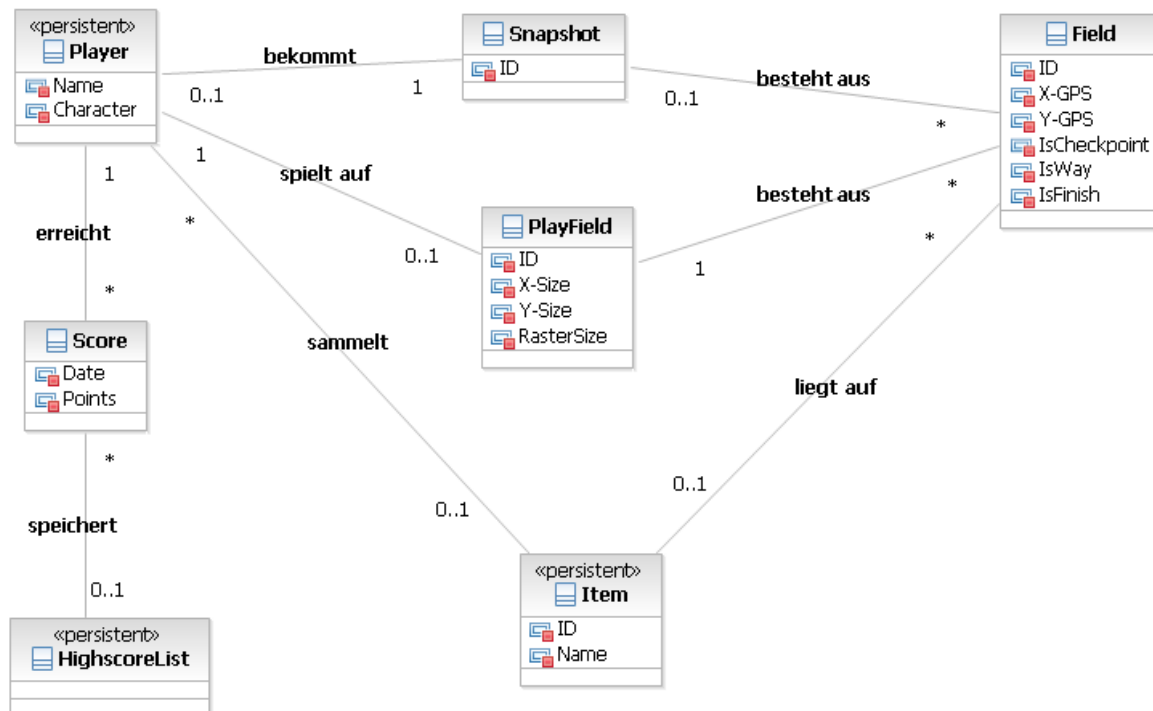 «persistent»
Player
Name
Character
bekommt
0..1
1
Snapshot
ID
besteht aus
0..1
*
Field
ID
X-GPS
Y-GPS
IsCheckpoint
IsWay
IsFinish
1
spielt auf
0..1
PlayField
ID
X-Size
Y-Size
RasterSize
besteht aus
1
*
1
erreicht
*
Score
Date
Points
*
sammelt
0..1
*
liegt auf
0..1
*
speichert
0..1
«persistent»
HighscoreList
«persistent»
Item
ID
Name